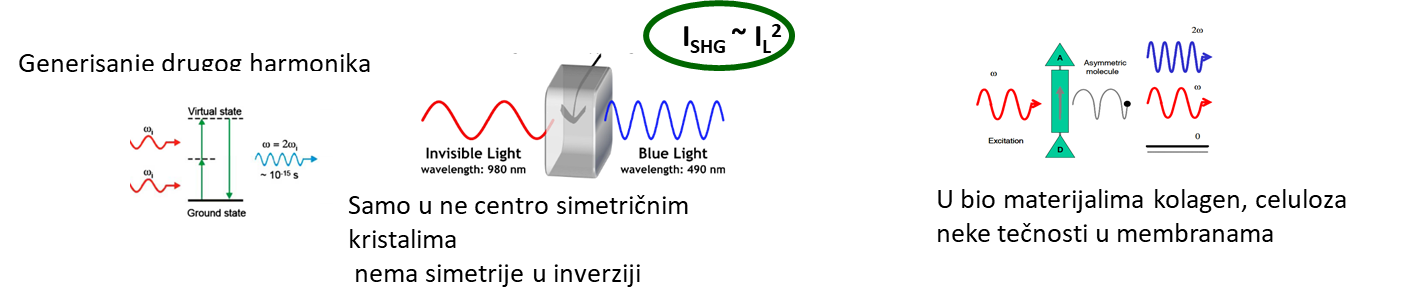 Generisanje drugog harmonika
Virtual state
ωi
ωi
ω = 2ωi
~ 10-15 s
Ground state
ISHG ~ IL2
Invisible Light
wavelength: 980 nm
Blue Light
wavelength: 490 nm
Samo u ne centro simetričnim
kristalima
nema simetrije u inverziji
ω
Excitation
A
D
Asymmetric
molecule
2ω
ω
0
U bio materijalima kolagen, celuloza
neke tečnosti u membranama